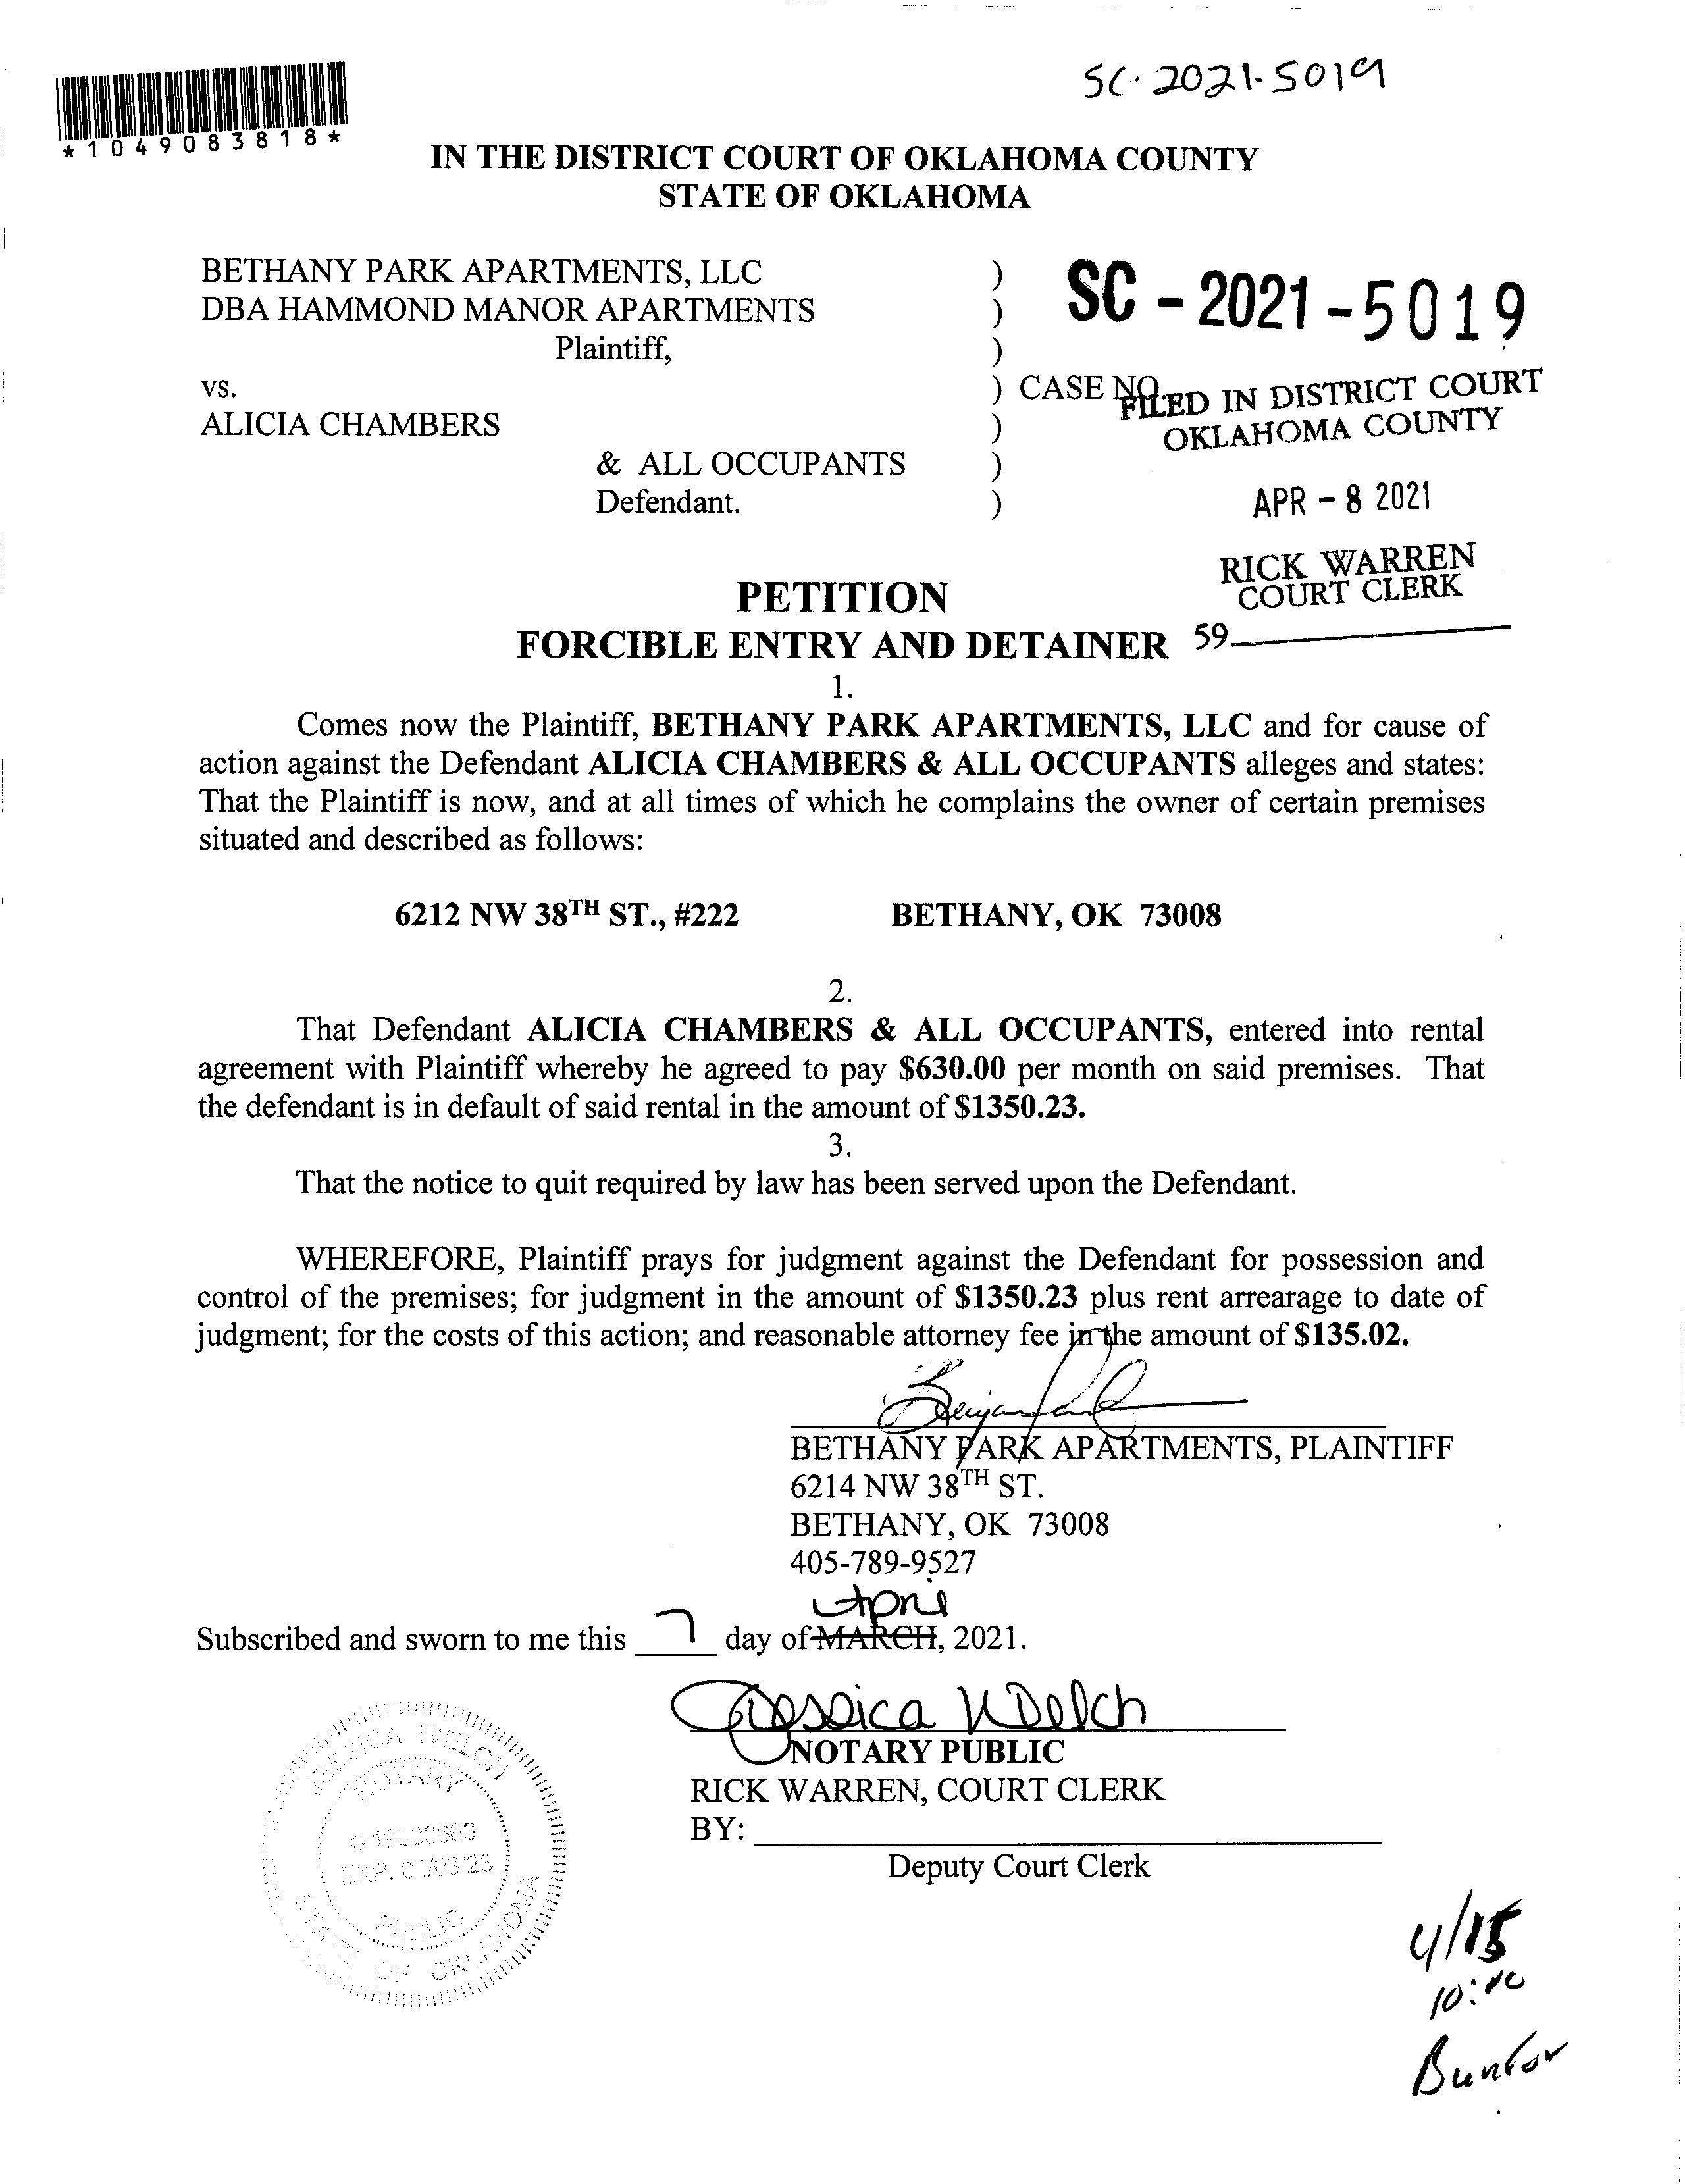 SC-2021-5019
*1049083818*
IN THE DISTRICT COURT OF OKLAHOMA COUNTY
STATE OF OKLAHOMA
BETHANY PARK APARTMENTS, LLC )
DBA HAMMOND MANOR APARTMENTS )
Plaintiff, )
SC - 2021 - 5019
vs. ) CASE NO.
ALICIA CHAMBERS )
& ALL OCCUPANTS )
Defendant. )
FILED IN DISTRICT COURT
OKLAHOMA COUNTY
APR - 8 2021
RICK WARREN
COURT CLERK
59
PETITION
FORCIBLE ENTRY AND DETAINER
1.
Comes now the Plaintiff, BETHANY PARK APARTMENTS, LLC and for cause of
action against the Defendant ALICIA CHAMBERS & ALL OCCUPANTS alleges and states:
That the Plaintiff is now, and at all times of which he complains the owner of certain premises
situated and described as follows:
6212 NW 38TH ST., #222 BETHANY, OK 73008
2.
That Defendant ALICIA CHAMBERS & ALL OCCUPANTS, entered into rental
agreement with Plaintiff whereby he agreed to pay $630.00 per month on said premises. That
the defendant is in default of said rental in the amount of $1350.23.
3.
That the notice to quit required by law has been served upon the Defendant.
WHEREFORE, Plaintiff prays for judgment against the Defendant for possession and
control of the premises; for judgment in the amount of $1350.23 plus rent arrearage to date of
judgment; for the costs of this action; and reasonable attorney fee in the amount of $135.02.
BETHANY PARK APARTMENTS, PLAINTIFF
6214 NW 38TH ST.
BETHANY, OK 73008
405-789-9527
April
Subscribed and sworn to me this 7 day of MARCH, 2021.
Jessica Welch
NOTARY PUBLIC
RICK WARREN, COURT CLERK
BY:
Deputy Court Clerk
JESSICA WELCH
NOTARY
EXP.
PUBLIC
STATE OF OKLAHOMA
4/15
10:00